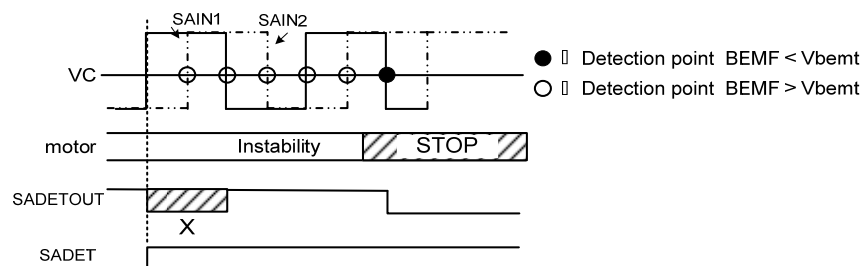 SAIN1
SAIN2
VC
● ▯ Detection point BEMF < Vbemt
○ ▯ Detection point BEMF > Vbemt
motor
Instability
STOP
SADETOUT
X
SADET